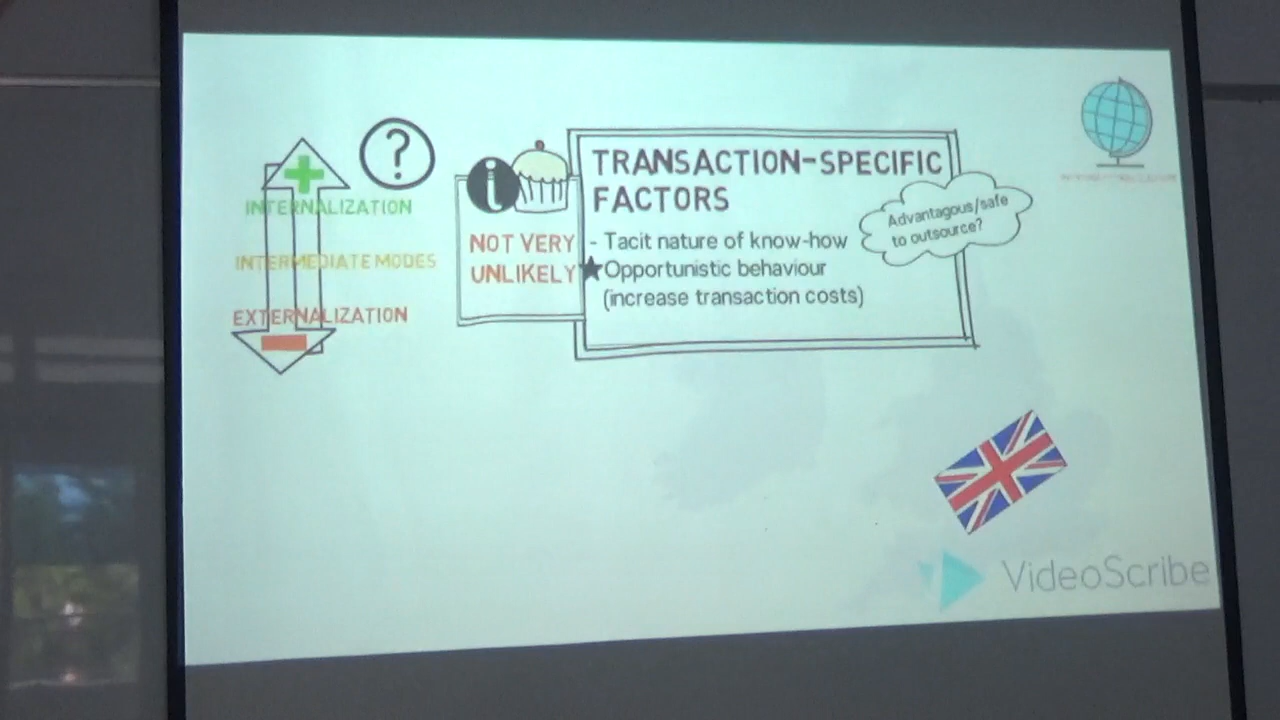 ?
INTERNALIZATION
INTERMEDIATE MODES
EXTERNALIZATION
i
NOT VERY
UNLIKELY
TRANSACTION-SPECIFIC
FACTORS
- Tacit nature of know-how
Opportunistic behaviour
(increase transaction costs)
Advantagous/safe
to outsource?
VideoScribe